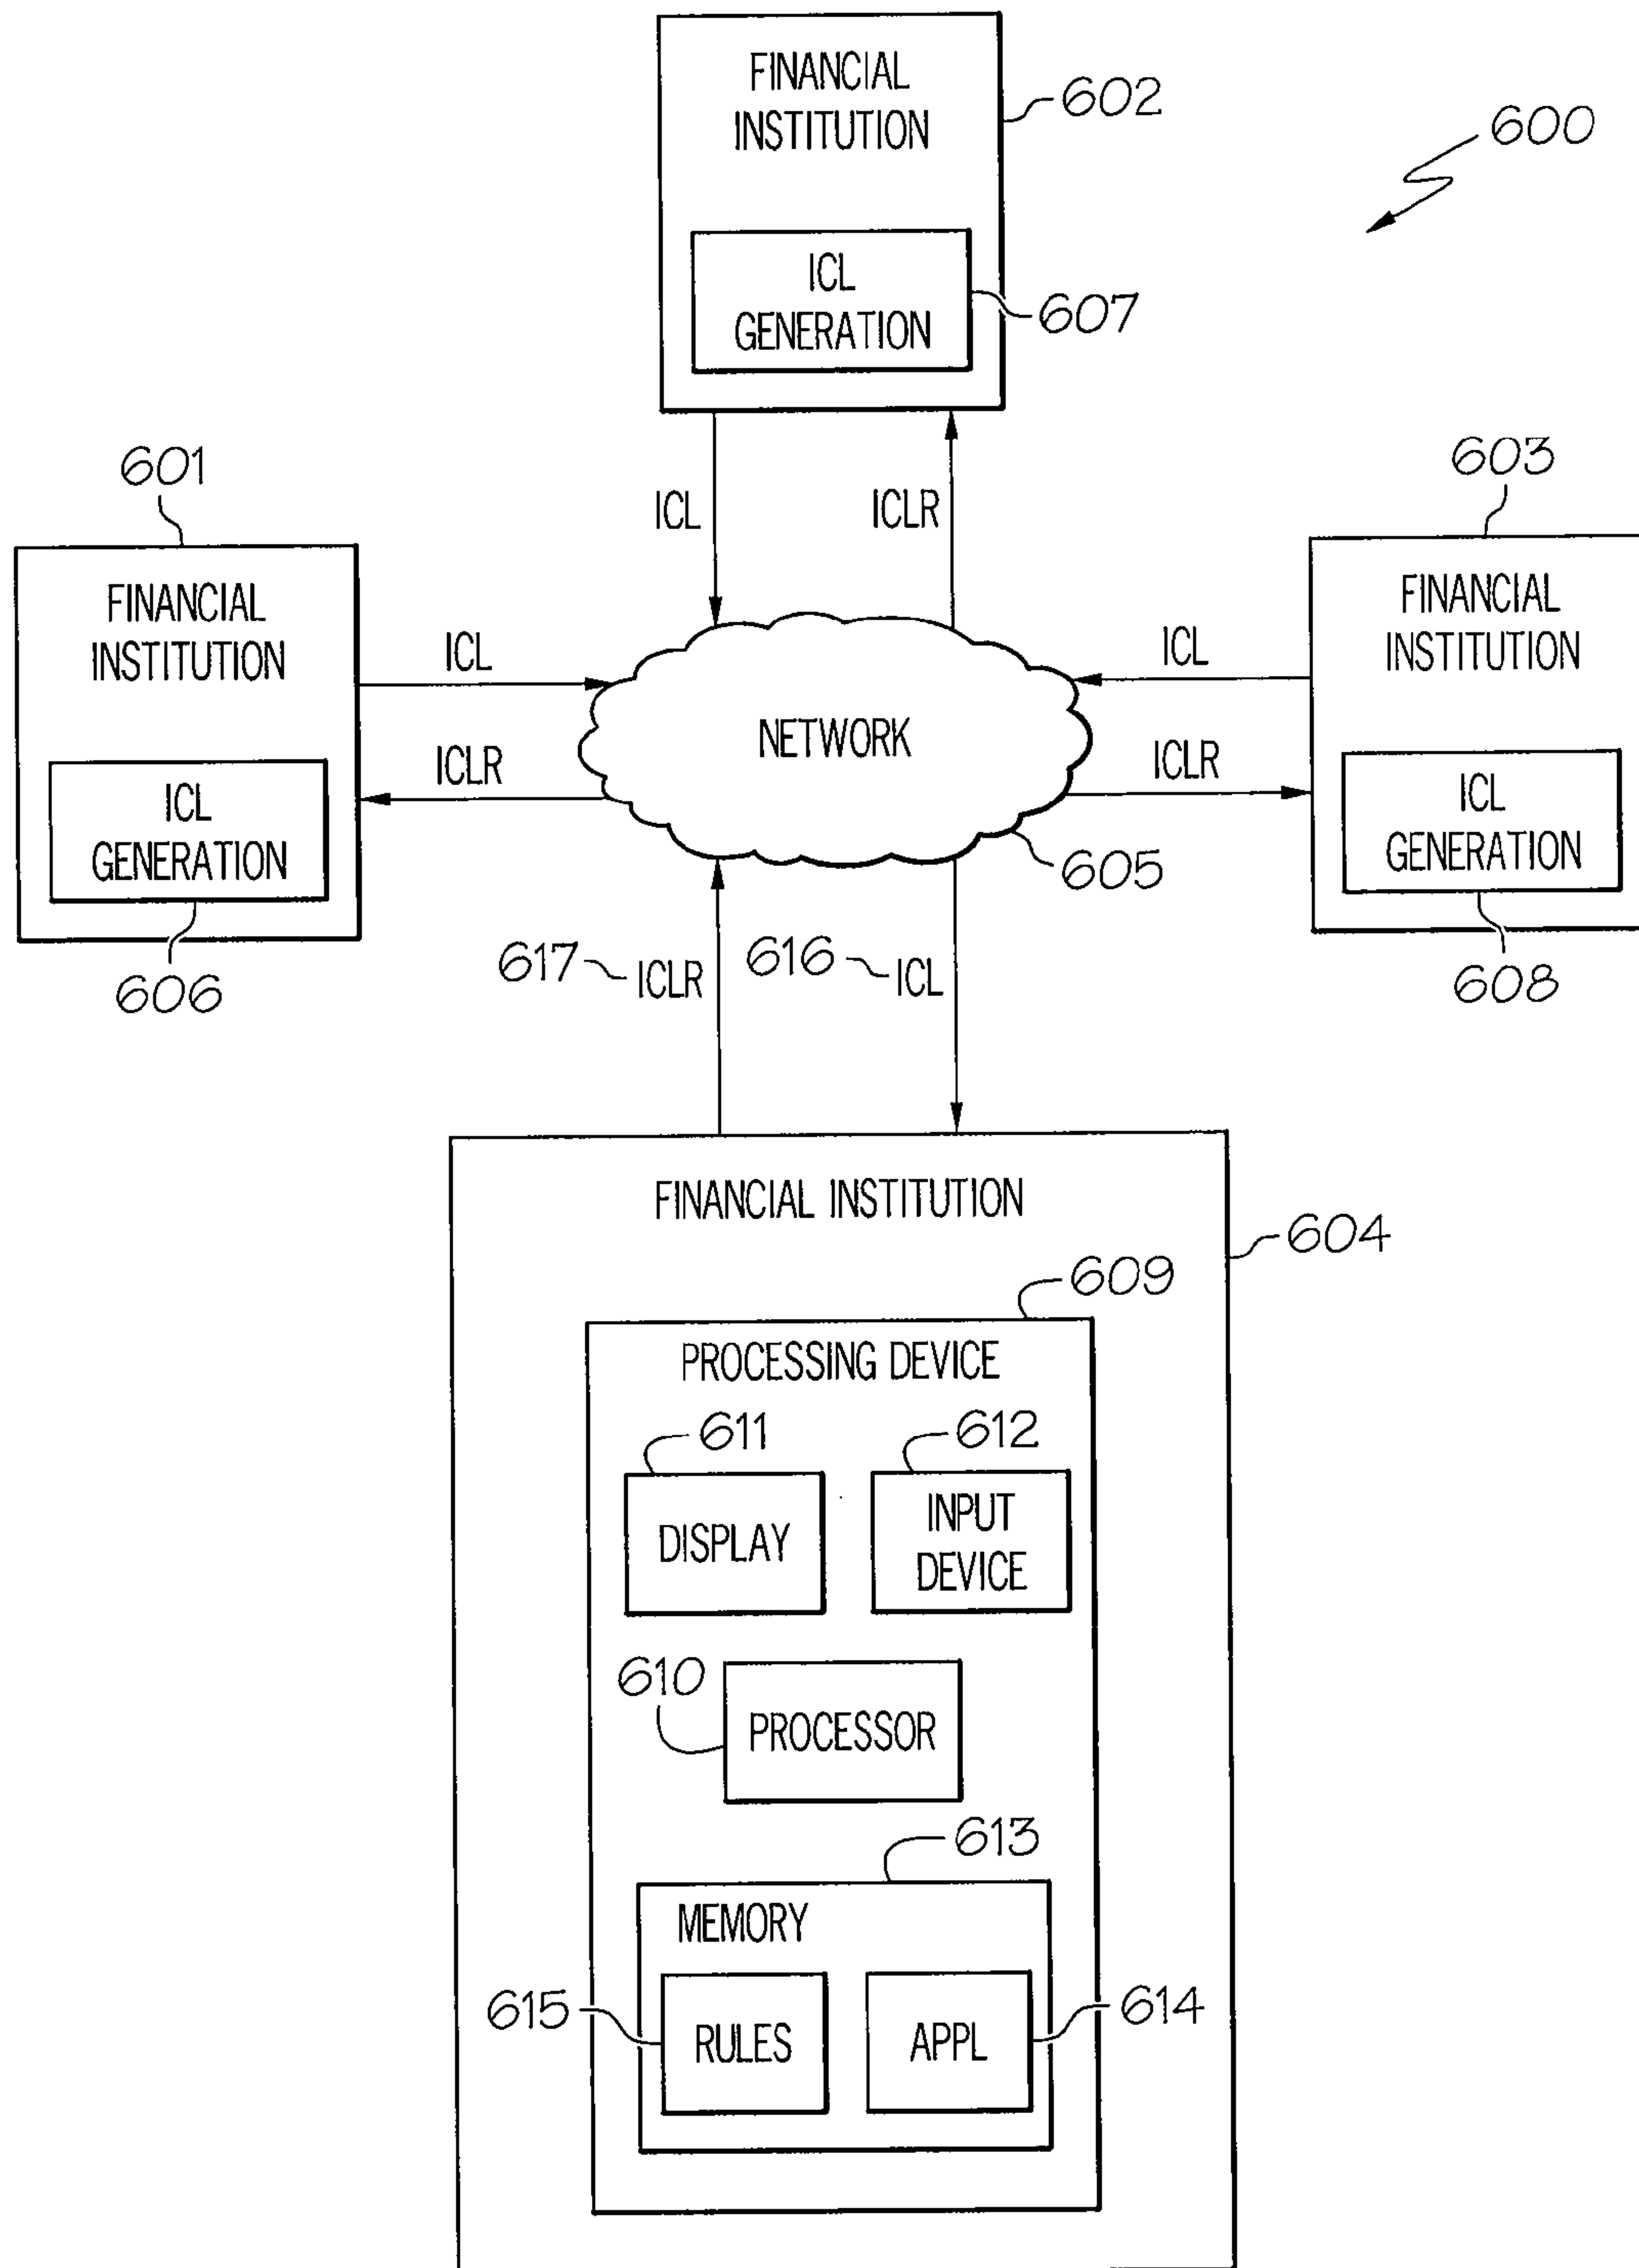 FINANCIAL
INSTITUTION
602
600
ICL
GENERATION
607
601
603
ICL
ICLR
FINANCIAL
INSTITUTION
FINANCIAL
INSTITUTION
ICL
ICL
NETWORK
ICLR
ICLR
ICL
GENERATION
ICL
GENERATION
605
606
617
ICLR
616
ICL
608
FINANCIAL INSTITUTION
604
609
PROCESSING DEVICE
611
612
DISPLAY
INPUT
DEVICE
610
PROCESSOR
613
MEMORY
615
RULES
APPL
614